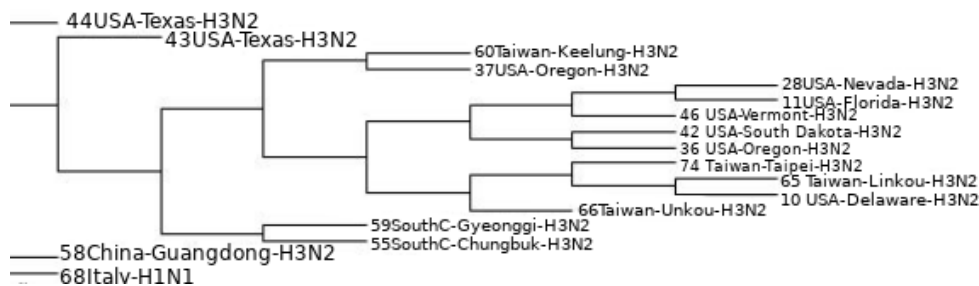 44USA-Texas-H3N2
43USA-Texas-H3N2
60Taiwan-Keelung-H3N2
37USA-Oregon-H3N2
28USA-Nevada-H3N2
11USA-Florida-H3N2
46 USA-Vermont-H3N2
42 USA-South Dakota-H3N2
36 USA-Oregon-H3N2
74 Taiwan-Taipei-H3N2
65 Taiwan-Linkou-H3N2
10 USA-Delaware-H3N2
66Taiwan-Unkou-H3N2
59SouthC-Gyeonggi-H3N2
55SouthC-Chungbuk-H3N2
58China-Guangdong-H3N2
68Italy-H1N1